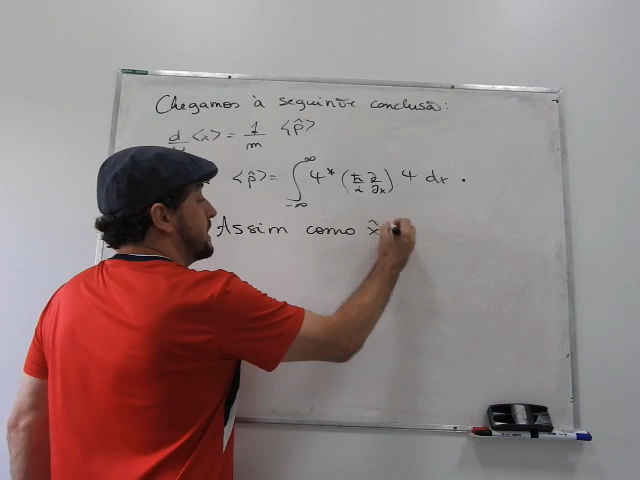 Chegamos à seguinte conclusão:
d/dt <x> = 1/m <p̂>
<p̂> = ∫_{-∞}^{∞} ψ* (ħ/i ∂/∂x) ψ dx .
Assim como x̂